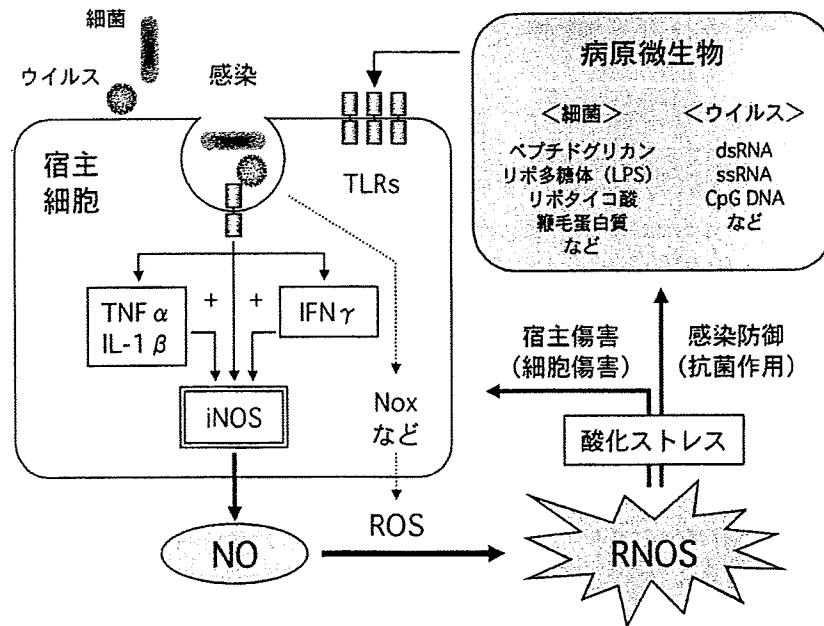 細菌
ウイルス
感染
宿主
細胞
TLRs
病原微生物
＜細菌＞
ペプチドグリカン
リポ多糖体（LPS）
リポタイコ酸
鞭毛蛋白質
など
＜ウイルス＞
dsRNA
ssRNA
CpG DNA
など
TNF α
IL-1 β
+
+
IFN γ
iNOS
Nox
など
宿主傷害
（細胞傷害）
感染防御
（抗菌作用）
酸化ストレス
NO
ROS
RNOS